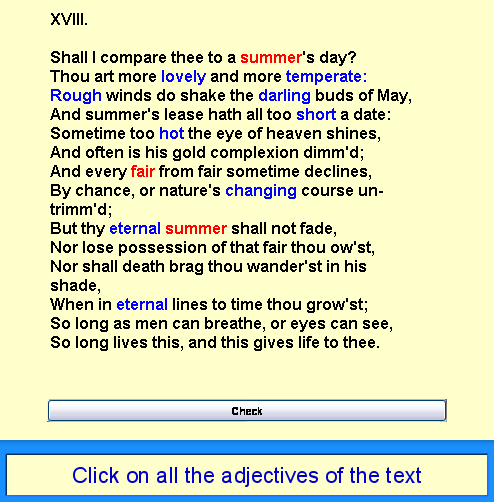 XVIII.
Shall I compare thee to a summer's day?
Thou art more lovely and more temperate:
Rough winds do shake the darling buds of May,
And summer's lease hath all too short a date:
Sometime too hot the eye of heaven shines,
And often is his gold complexion dimm'd;
And every fair from fair sometime declines,
By chance, or nature's changing course un-
trimm'd;
But thy eternal summer shall not fade,
Nor lose possession of that fair thou ow'st,
Nor shall death brag thou wander'st in his
shade,
When in eternal lines to time thou grow'st;
So long as men can breathe, or eyes can see,
So long lives this, and this gives life to thee.
Check
Click on all the adjectives of the text